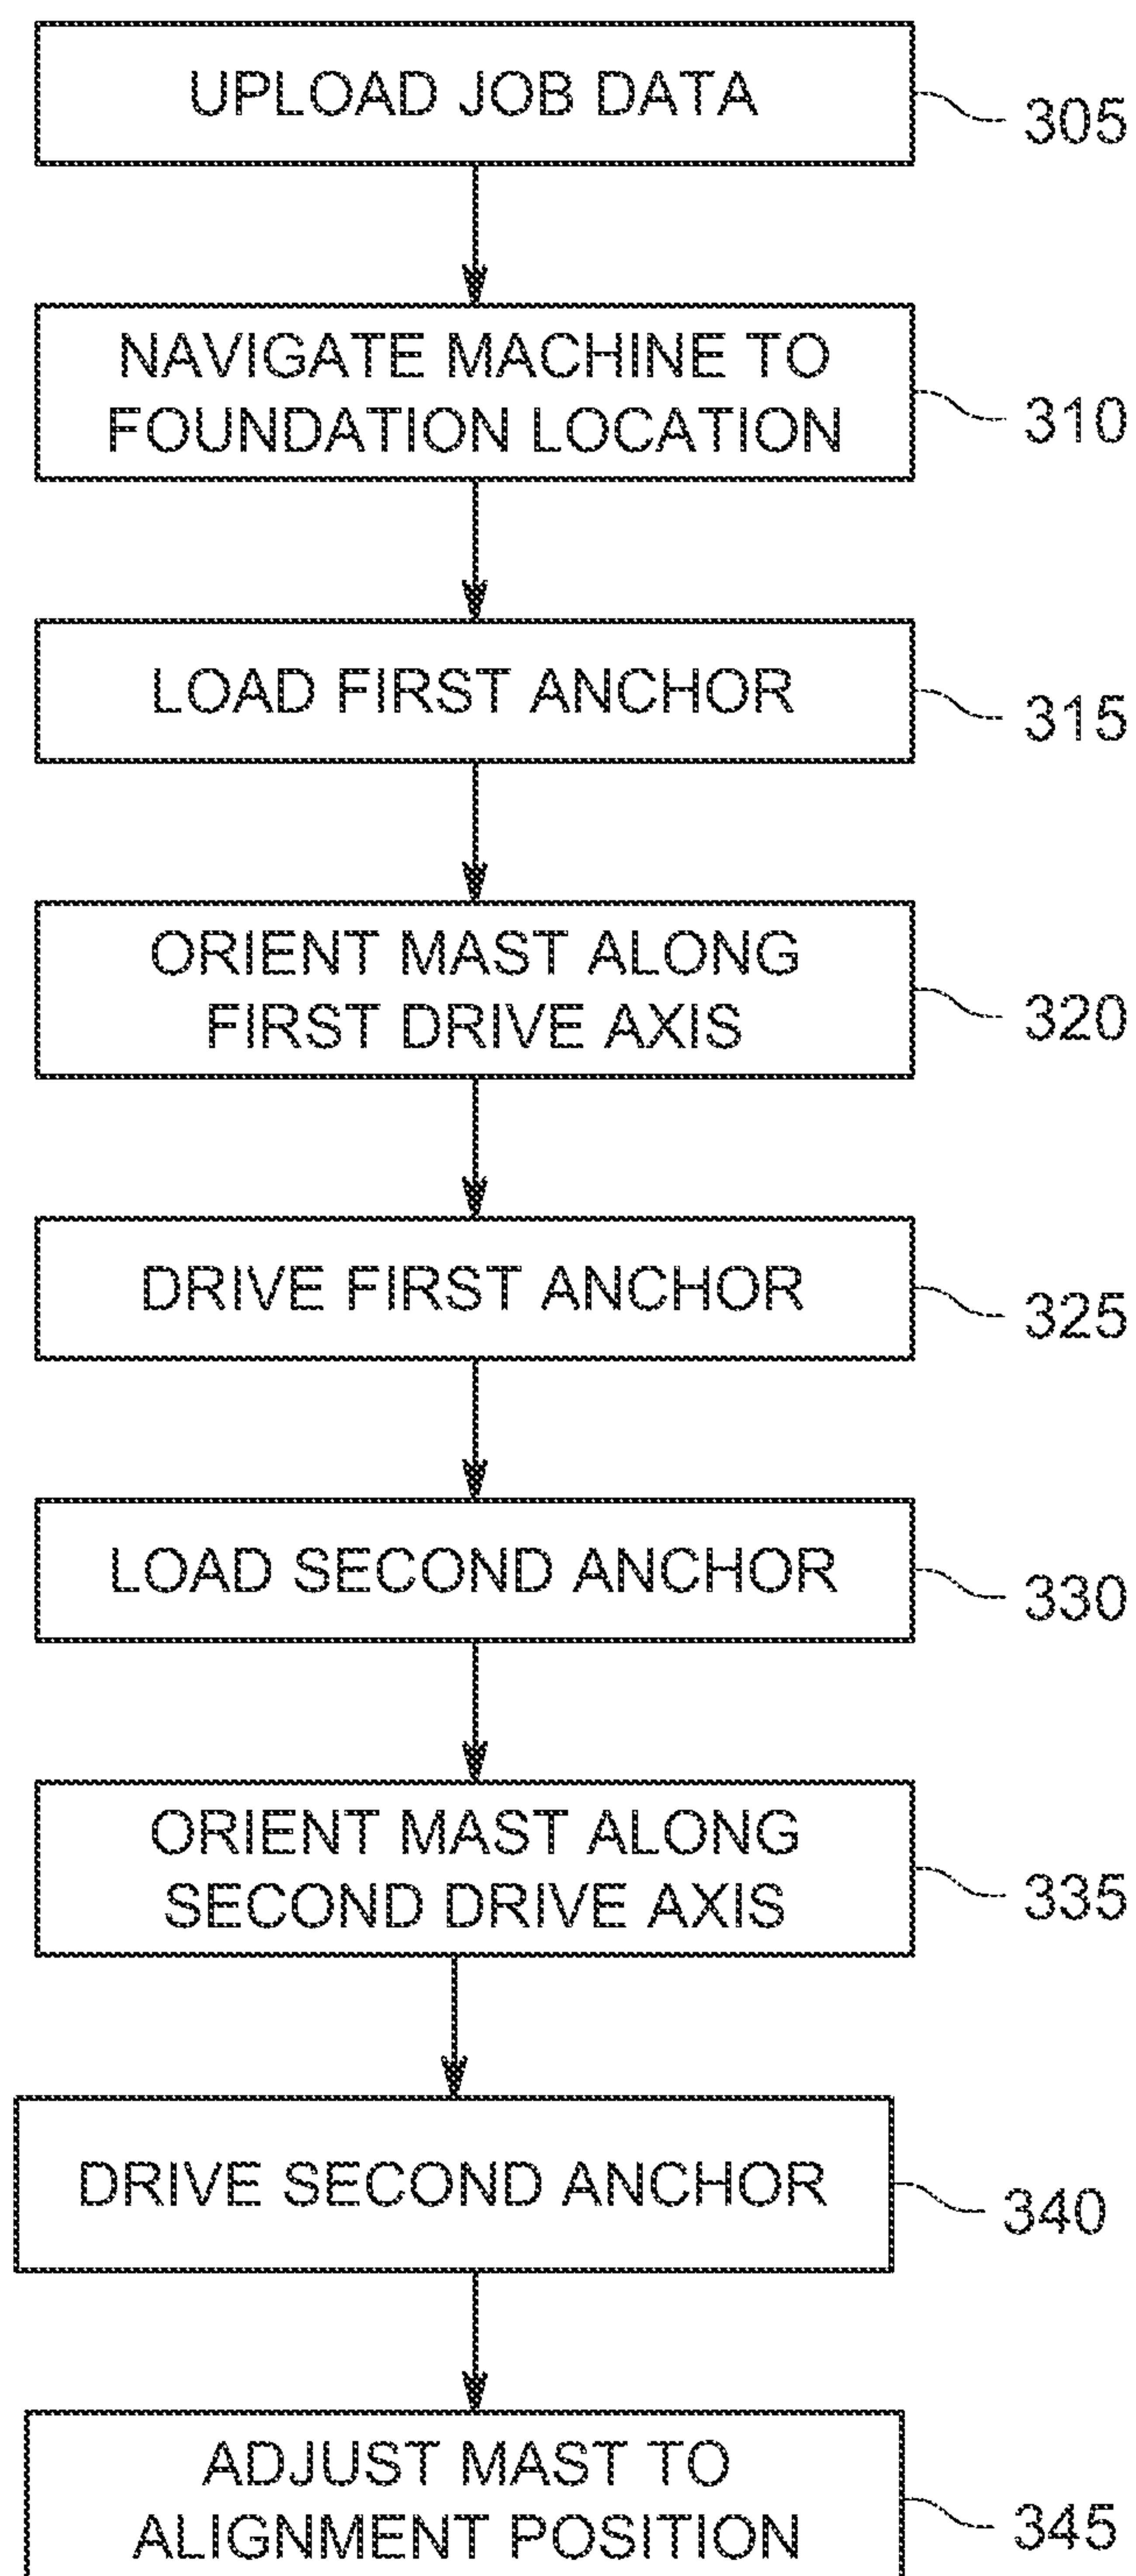 UPLOAD JOB DATA
305
NAVIGATE MACHINE TO
FOUNDATION LOCATION
310
LOAD FIRST ANCHOR
315
ORIENT MAST ALONG
FIRST DRIVE AXIS
320
DRIVE FIRST ANCHOR
325
LOAD SECOND ANCHOR
330
ORIENT MAST ALONG
SECOND DRIVE AXIS
335
DRIVE SECOND ANCHOR
340
ADJUST MAST TO
ALIGNMENT POSITION
345